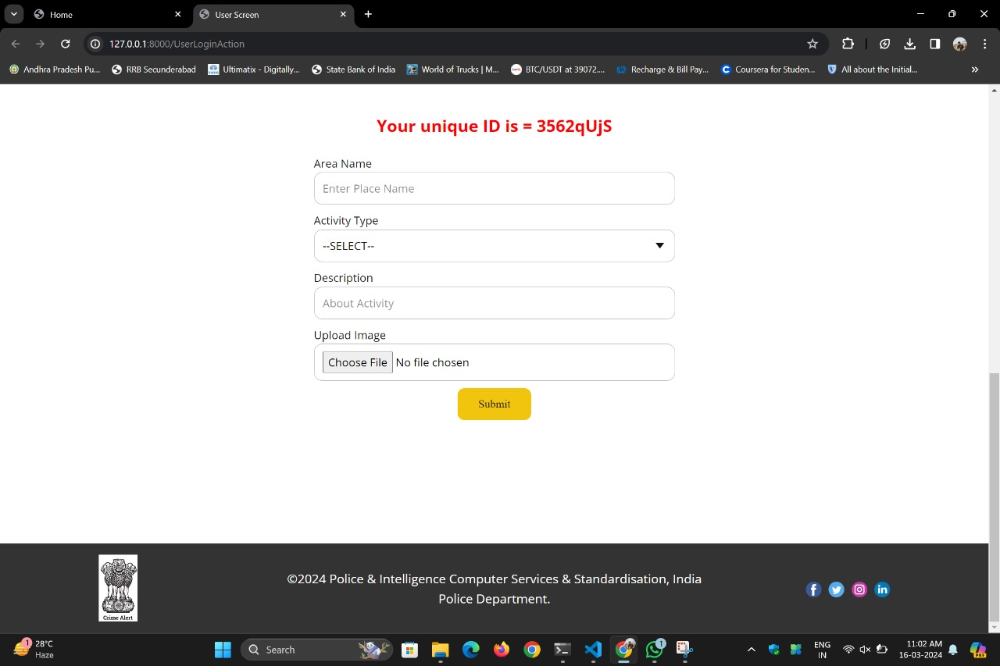 Home
User Screen
127.0.0.1:8000/UserLoginAction
Andhra Pradesh Pu...
RRB Secunderabad
Ultimatix - Digitally...
State Bank of India
World of Trucks | M...
BTC/USDT at 39072....
Recharge & Bill Pay...
Coursera for Studen...
All about the Initial...
Your unique ID is = 3562qUjS
Area Name
Enter Place Name
Activity Type
--SELECT--
Description
About Activity
Upload Image
Choose File No file chosen
Submit
Crime Alert
©2024 Police & Intelligence Computer Services & Standardisation, India
Police Department.
1
28°C
Haze
Search
1
ENG
IN
11:02 AM
16-03-2024
PRE